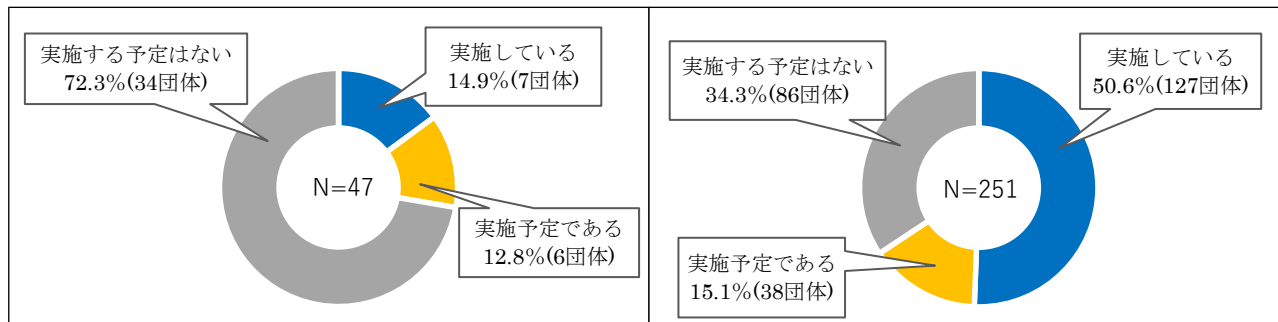 実施する予定はない
72.3%(34団体)
実施している
14.9%(7団体)
N=47
実施予定である
12.8%(6団体)
実施する予定はない
34.3%(86団体)
実施している
50.6%(127団体)
N=251
実施予定である
15.1%(38団体)